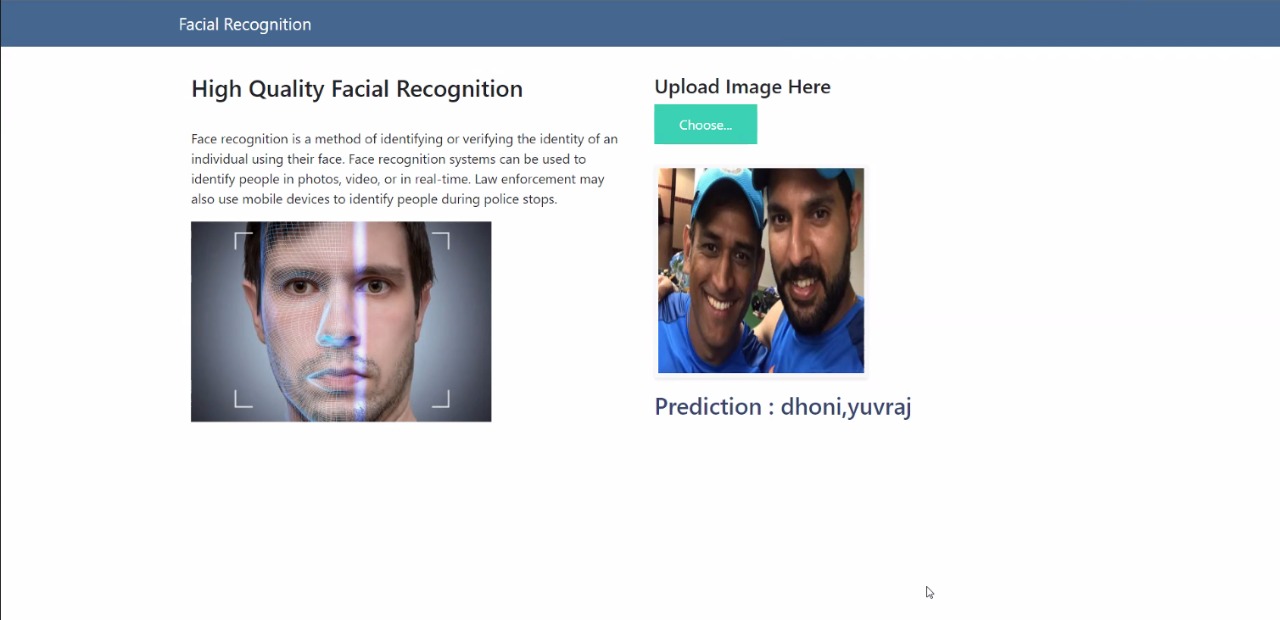 Facial Recognition
High Quality Facial Recognition
Face recognition is a method of identifying or verifying the identity of an
individual using their face. Face recognition systems can be used to
identify people in photos, video, or in real-time. Law enforcement may
also use mobile devices to identify people during police stops.
Upload Image Here
Choose...
Prediction : dhoni,yuvraj